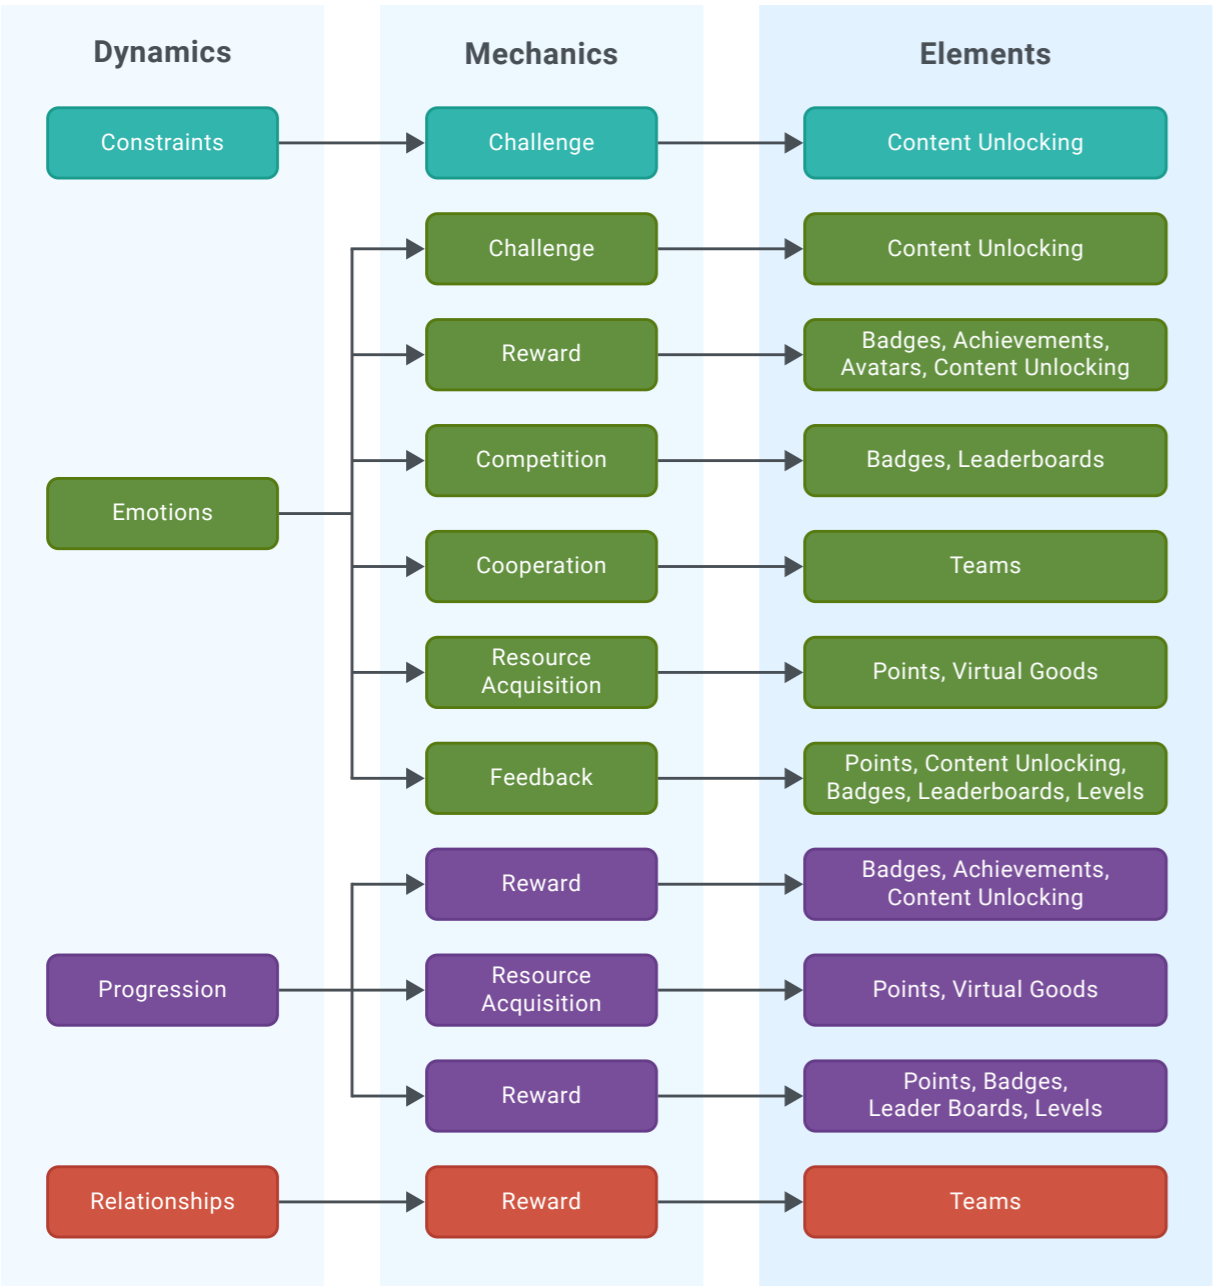 Dynamics
Mechanics
Elements
Constraints
Challenge
Content Unlocking
Challenge
Content Unlocking
Reward
Badges, Achievements,
Avatars, Content Unlocking
Competition
Badges, Leaderboards
Emotions
Cooperation
Teams
Resource
Acquisition
Points, Virtual Goods
Feedback
Points, Content Unlocking,
Badges, Leaderboards, Levels
Reward
Badges, Achievements,
Content Unlocking
Progression
Resource
Acquisition
Points, Virtual Goods
Reward
Points, Badges,
Leader Boards, Levels
Relationships
Reward
Teams